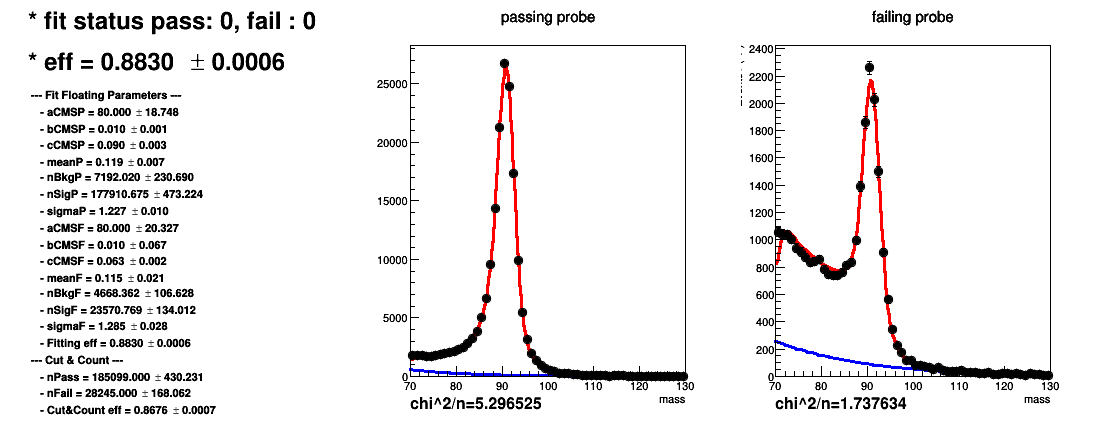 * fit status pass: 0, fail : 0
* eff = 0.8830 ± 0.0006
--- Fit Floating Parameters ---
- aCMSP = 80.000 ± 18.748
- bCMSP = 0.010 ± 0.001
- cCMSP = 0.090 ± 0.003
- meanP = 0.119 ± 0.007
- nBkgP = 7192.020 ± 230.690
- nSigP = 177910.675 ± 473.224
- sigmaP = 1.227 ± 0.010
- aCMSF = 80.000 ± 20.327
- bCMSF = 0.010 ± 0.067
- cCMSF = 0.063 ± 0.002
- meanF = 0.115 ± 0.021
- nBkgF = 4668.362 ± 106.628
- nSigF = 23570.769 ± 134.012
- sigmaF = 1.285 ± 0.028
- Fitting eff = 0.8830 ± 0.0006
--- Cut & Count ---
- nPass = 185099.000 ± 430.231
- nFail = 28245.000 ± 168.062
- Cut&Count eff = 0.8676 ± 0.0007
passing probe
25000
20000
15000
10000
5000
0
70 80 90 100 110 120 130
mass
chi^2/n=5.296525
failing probe
2400
2200
2000
1800
1600
1400
1200
1000
800
600
400
200
0
70 80 90 100 110 120 130
mass
chi^2/n=1.737634